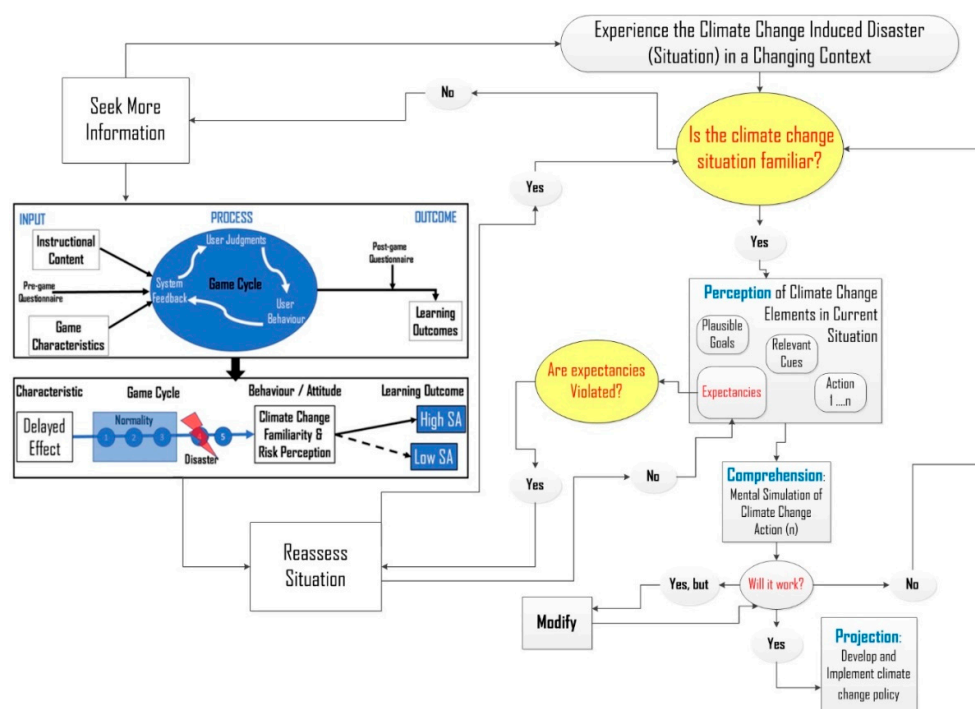 Experience the Climate Change Induced Disaster
(Situation) in a Changing Context
Seek More
Information
No
Is the climate change
situation familiar?
Yes
Yes
INPUT
PROCESS
OUTCOME
Instructional
Content
User Judgments
Post-game
Questionnaire
Pre-game
Questionnaire
System
Feedback
Game Cycle
User
Behaviour
Game
Characteristics
Learning
Outcomes
Perception of Climate Change
Elements in Current
Situation
Plausible
Goals
Relevant
Cues
Expectancies
Action
1 ....n
Are expectancies
Violated?
Characteristic
Game Cycle
Behaviour / Attitude
Learning Outcome
Delayed
Effect
Normality
1
2
3
4
5
Disaster
Climate Change
Familiarity &
Risk Perception
High SA
Low SA
Yes
No
Comprehension:
Mental Simulation of
Climate Change
Action (n)
Reassess
Situation
Will it work?
Yes, but
No
Modify
Yes
Projection:
Develop and
Implement climate
change policy